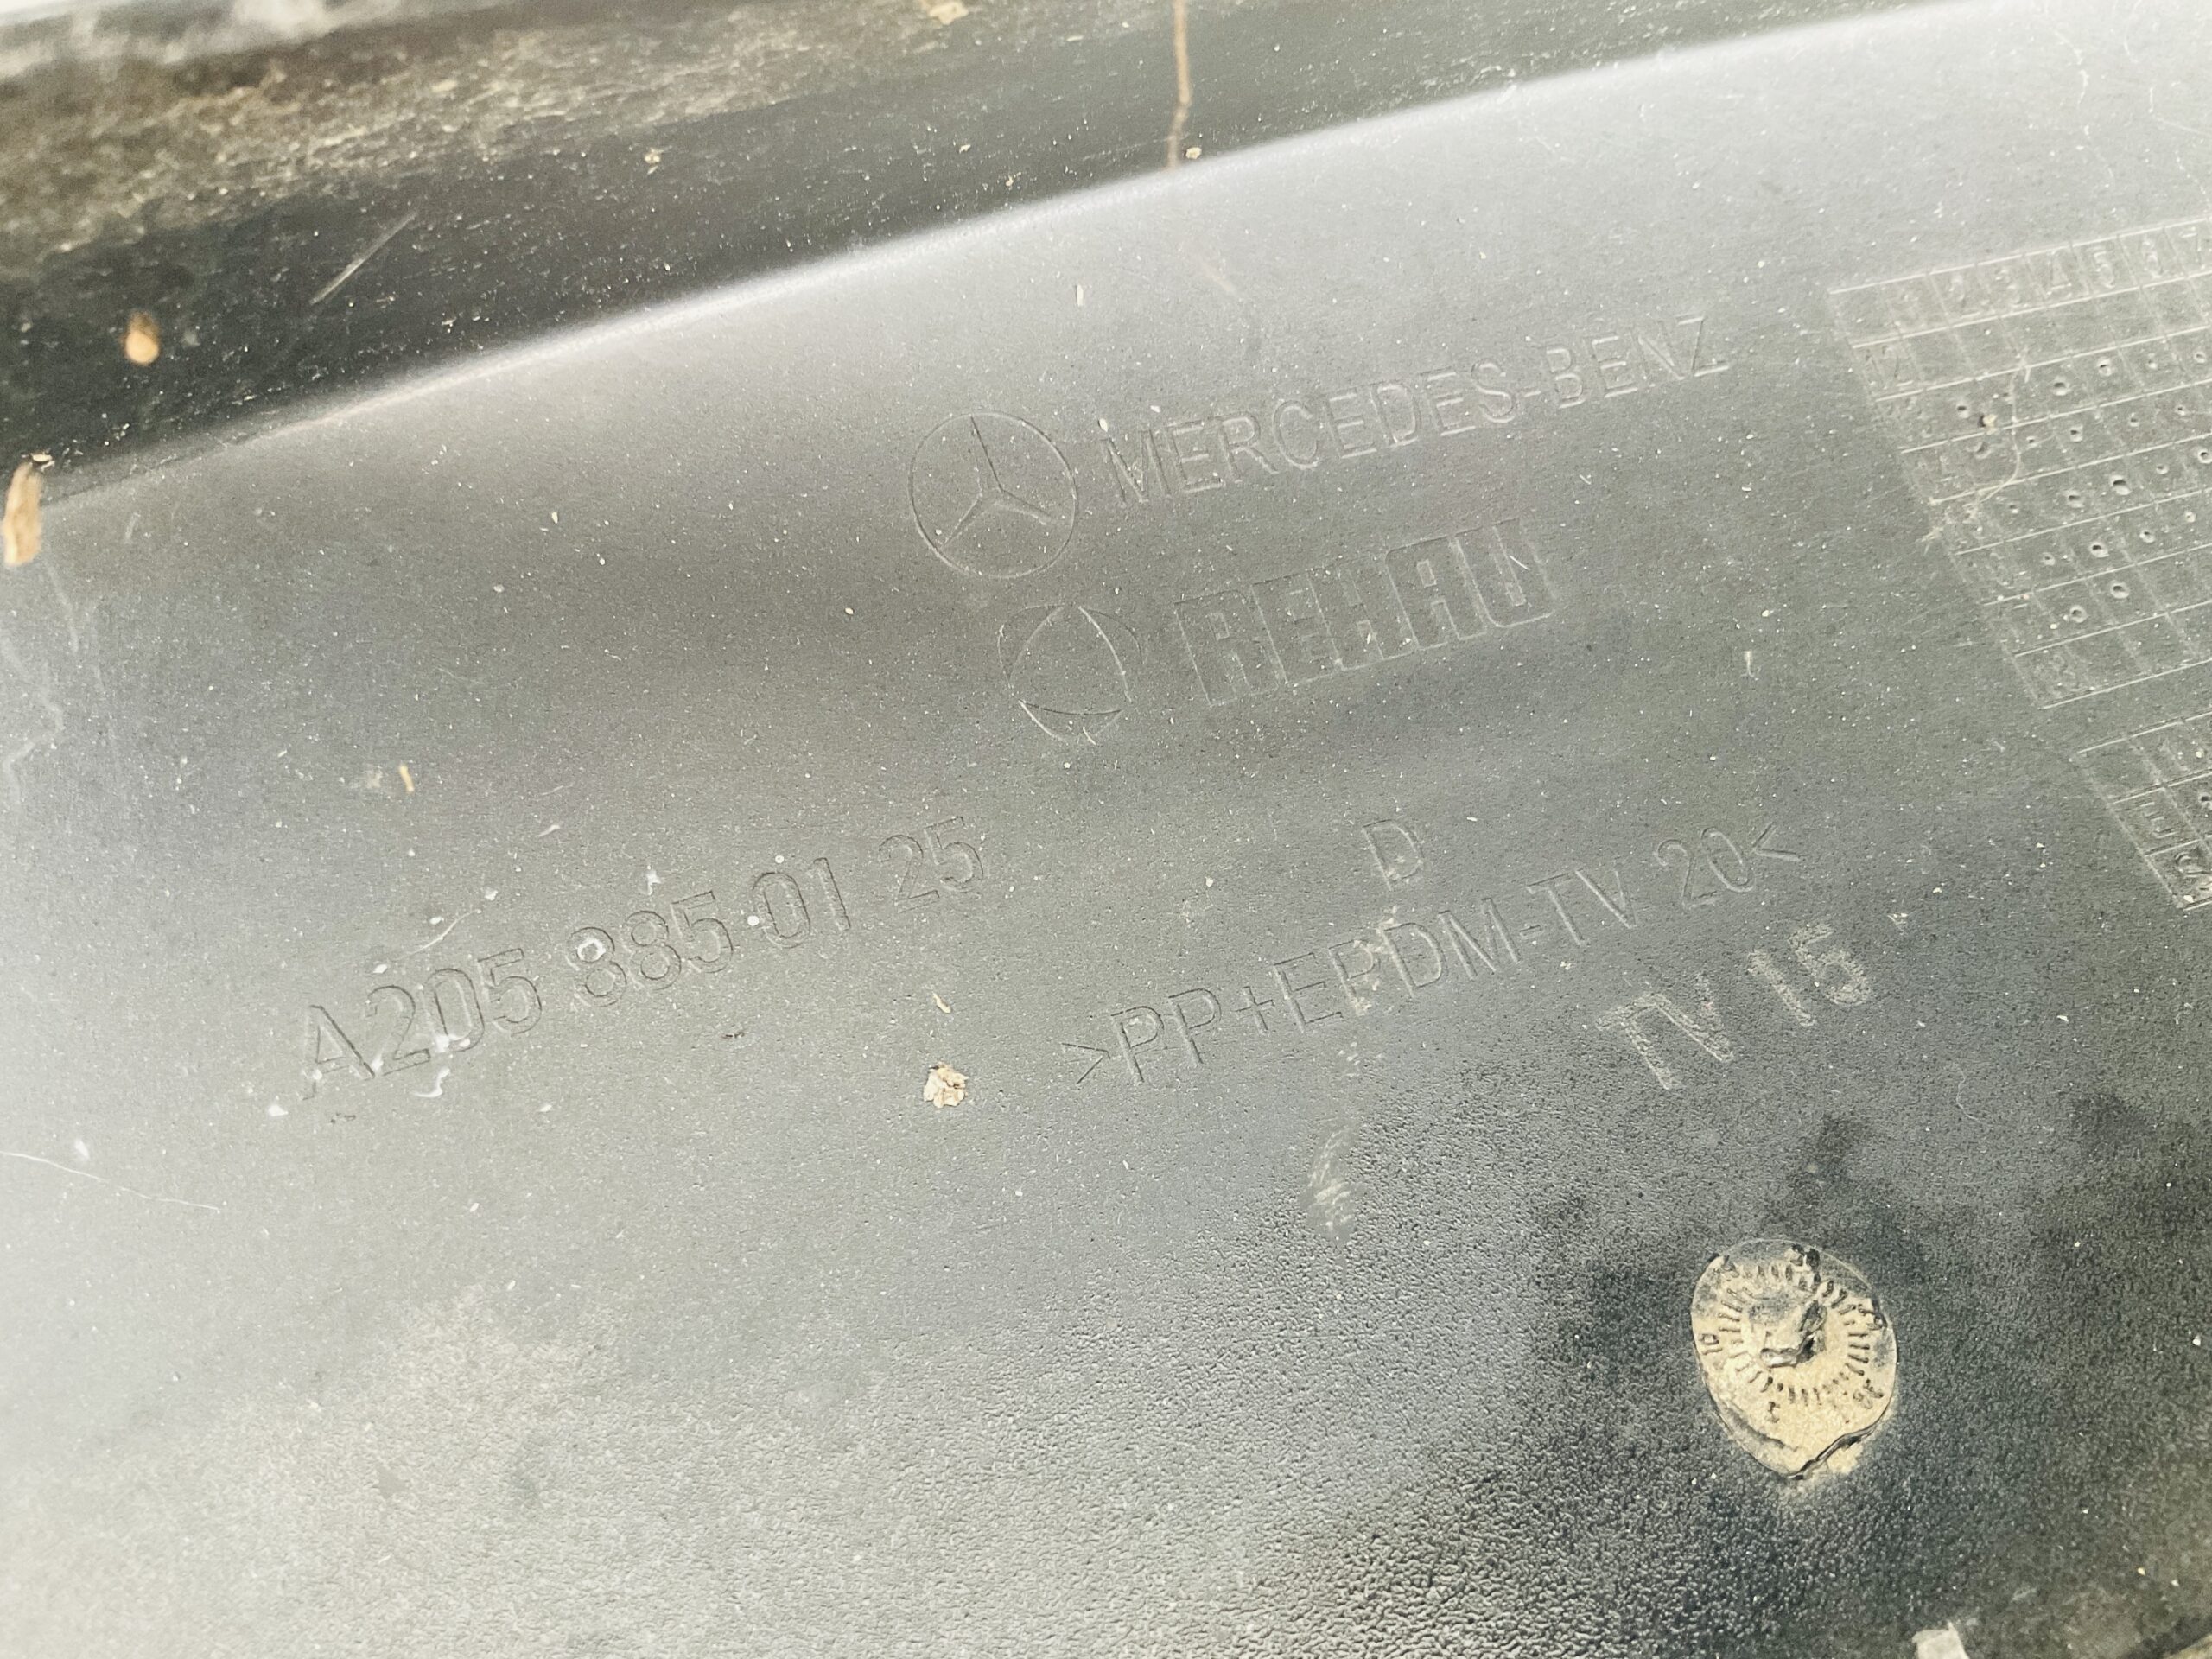 MERCEDES-BENZ
REHAU
A205 885 01 25
D
>PP+EPDM-TV 20<
TV 15